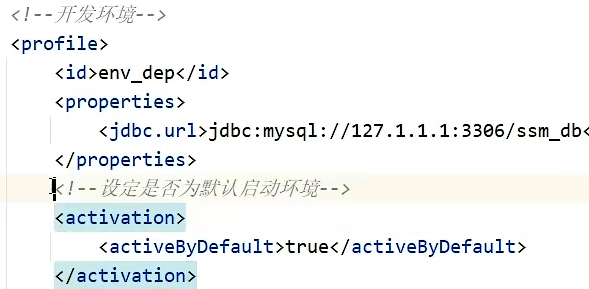 <!--开发环境-->
<profile>
<id>env_dep</id>
<properties>
<jdbc.url>jdbc:mysql://127.1.1.1:3306/ssm_db<
</properties>
<!--设定是否为默认启动环境-->
<activation>
<activeByDefault>true</activeByDefault>
</activation>